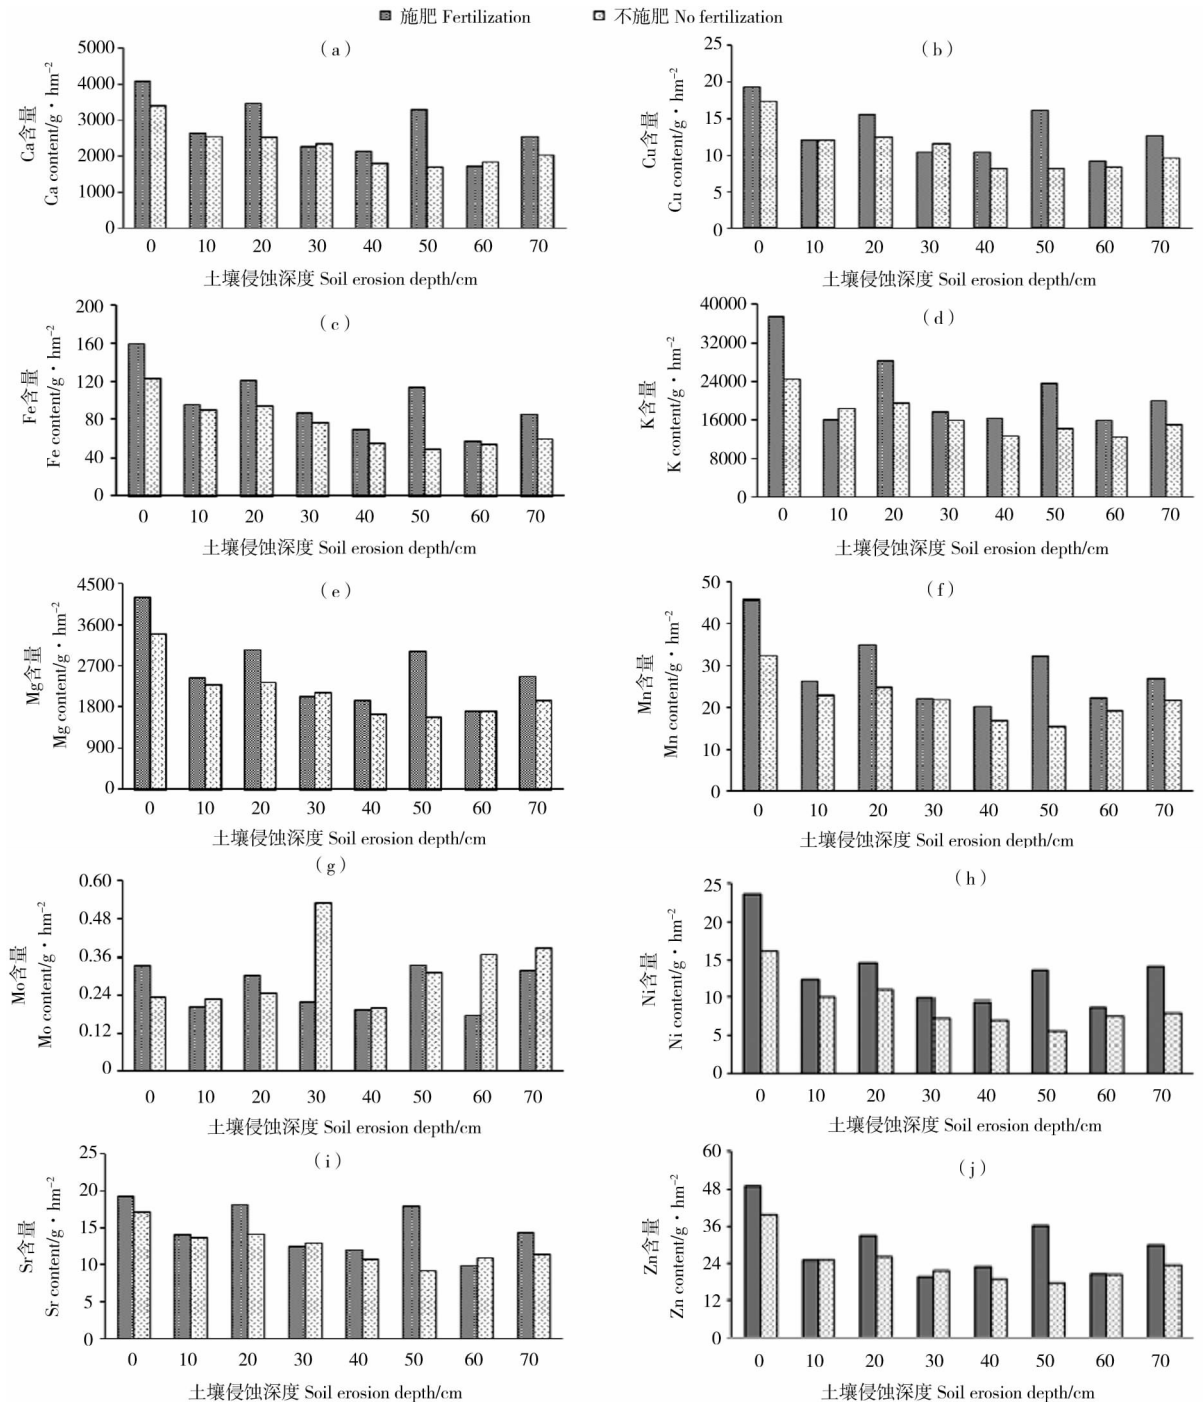 施肥 Fertilization 不施肥 No fertilization
(a)
Ca含量
Ca content/g·hm⁻²
5000
4000
3000
2000
1000
0
0 10 20 30 40 50 60 70
土壤侵蚀深度 Soil erosion depth/cm
(b)
Cu含量
Cu content/g·hm⁻²
25
20
15
10
5
0
0 10 20 30 40 50 60 70
土壤侵蚀深度 Soil erosion depth/cm
(c)
Fe含量
Fe content/g·hm⁻²
200
160
120
80
40
0
0 10 20 30 40 50 60 70
土壤侵蚀深度 Soil erosion depth/cm
(d)
K含量
K content/g·hm⁻²
40000
32000
24000
16000
8000
0
0 10 20 30 40 50 60 70
土壤侵蚀深度 Soil erosion depth/cm
(e)
Mg含量
Mg content/g·hm⁻²
4500
3600
2700
1800
900
0
0 10 20 30 40 50 60 70
土壤侵蚀深度 Soil erosion depth/cm
(f)
Mn含量
Mn content/g·hm⁻²
50
40
30
20
10
0
0 10 20 30 40 50 60 70
土壤侵蚀深度 Soil erosion depth/cm
(g)
Mo含量
Mo content/g·hm⁻²
0.60
0.48
0.36
0.24
0.12
0
0 10 20 30 40 50 60 70
土壤侵蚀深度 Soil erosion depth/cm
(h)
Ni含量
Ni content/g·hm⁻²
25
20
15
10
5
0
0 10 20 30 40 50 60 70
土壤侵蚀深度 Soil erosion depth/cm
(i)
Sr含量
Sr content/g·hm⁻²
25
20
15
10
5
0
0 10 20 30 40 50 60 70
土壤侵蚀深度 Soil erosion depth/cm
(j)
Zn含量
Zn content/g·hm⁻²
60
48
36
24
12
0
0 10 20 30 40 50 60 70
土壤侵蚀深度 Soil erosion depth/cm